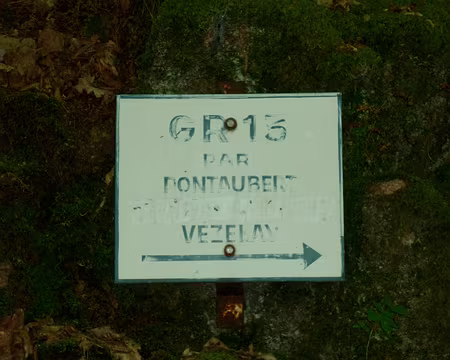 GR 13
PAR
PONTAUBERT
VEZELAY